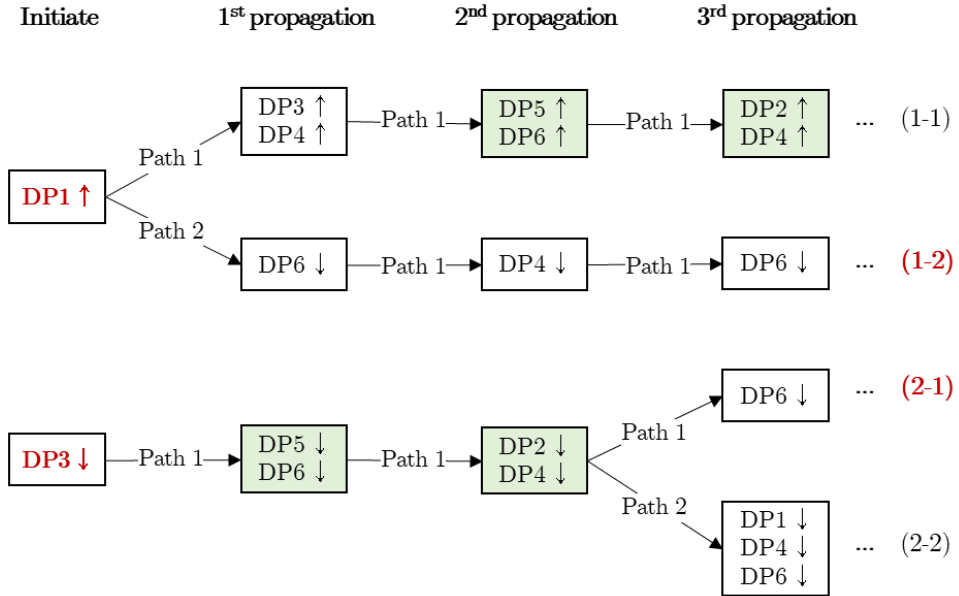 Initiate 1st propagation 2nd propagation 3rd propagation
DP3 ↑
DP4 ↑
Path 1
DP5 ↑
DP6 ↑
Path 1
DP2 ↑
DP4 ↑
... (1-1)
Path 1
DP1 ↑
Path 2
DP6 ↓
Path 1
DP4 ↓
Path 1
DP6 ↓
... (1-2)
DP6 ↓
... (2-1)
Path 1
DP3 ↓
Path 1
DP5 ↓
DP6 ↓
Path 1
DP2 ↓
DP4 ↓
Path 2
DP1 ↓
DP4 ↓
DP6 ↓
... (2-2)